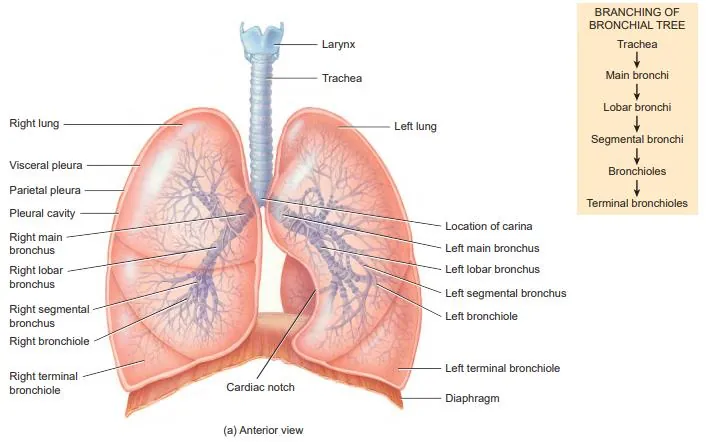 BRANCHING OF
BRONCHIAL TREE
Trachea
Main bronchi
Lobar bronchi
Segmental bronchi
Bronchioles
Terminal bronchioles
Larynx
Trachea
Right lung
Visceral pleura
Parietal pleura
Pleural cavity
Right main
bronchus
Right lobar
bronchus
Right segmental
bronchus
Right bronchiole
Right terminal
bronchiole
Left lung
Location of carina
Left main bronchus
Left lobar bronchus
Left segmental bronchus
Left bronchiole
Left terminal bronchiole
Diaphragm
Cardiac notch
(a) Anterior view